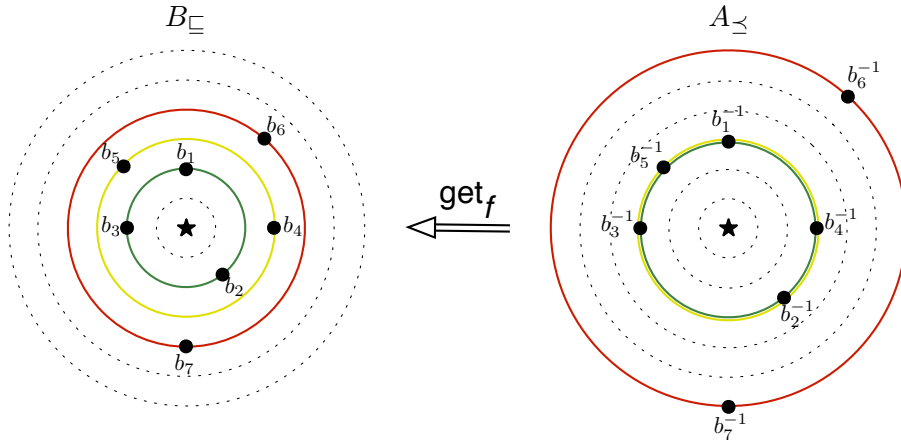 B⊑
A⪯
b₆
b₅
b₁
b₃
b₄
b₂
b₇
get_f
b₆⁻¹
b₁⁻¹
b₅⁻¹
b₃⁻¹
b₄⁻¹
b₂⁻¹
b₇⁻¹